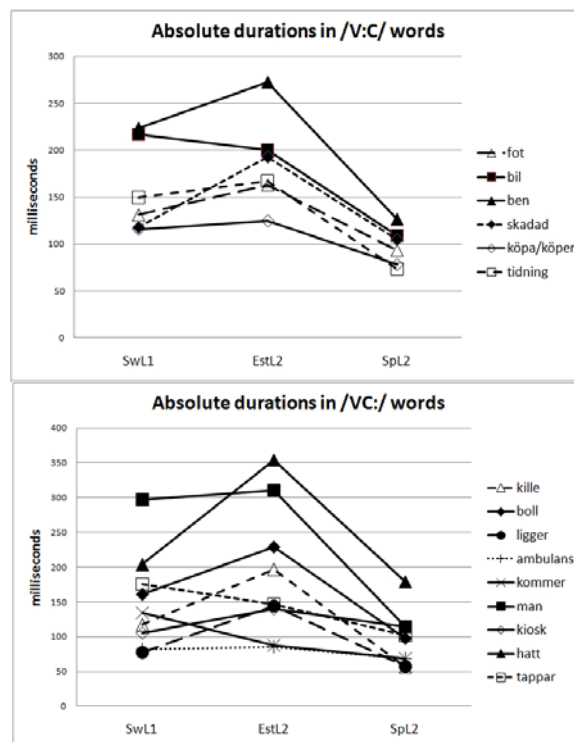 Absolute durations in /V:C/ words
300
250
200
150
100
50
0
milliseconds
SwL1 EstL2 SpL2
fot
bil
ben
skadad
köpa/köper
tidning
Absolute durations in /VC:/ words
400
350
300
250
200
150
100
50
0
milliseconds
SwL1 EstL2 SpL2
kille
boll
ligger
ambulans
kommer
man
kiosk
hatt
tappar